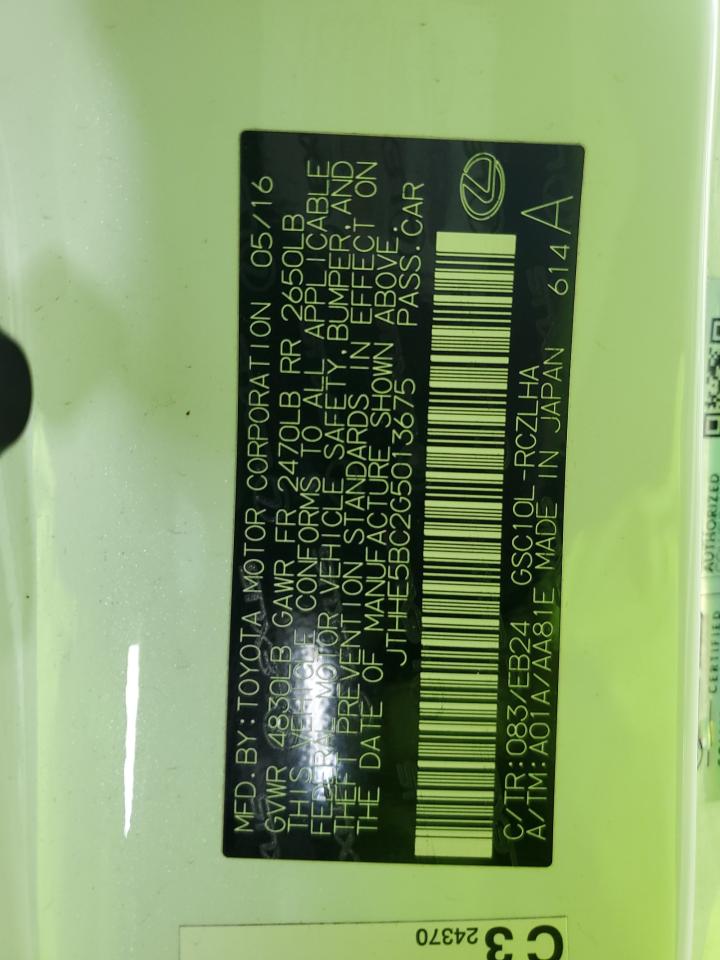 MFD.BY:TOYOTA MOTOR CORPORATION 05/16
GVWR 4830LB GAWR FR 2470LB RR 2650LB
THIS VEHICLE CONFORMS TO ALL APPLICABLE
FEDERAL MOTOR VEHICLE SAFETY, BUMPER, AND
THEFT PREVENTION STANDARDS IN EFFECT ON
THE DATE OF MANUFACTURE SHOWN ABOVE.
JTHHE5BC2G5013675 PASS.CAR
C/TR:083/EB24 GSC10L-RCZLHA
A/TM:A01A/AA81E MADE IN JAPAN 614 A
C3
24370
CERTIFIED AUTHORIZED